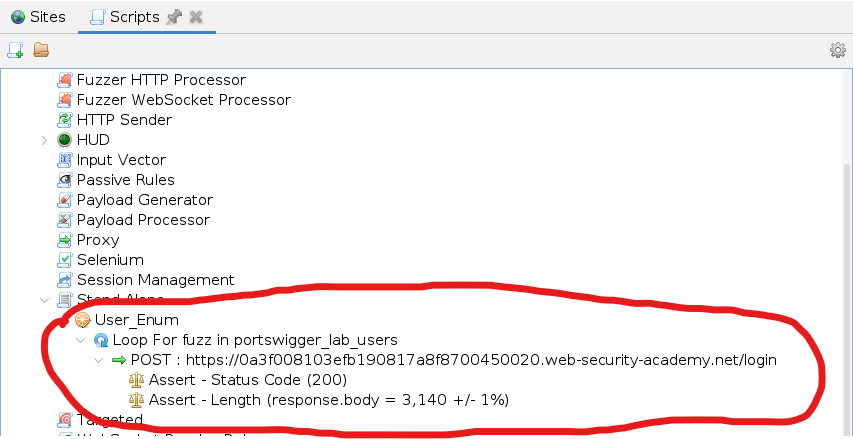 Sites
Scripts
Fuzzer HTTP Processor
Fuzzer WebSocket Processor
HTTP Sender
HUD
Input Vector
Passive Rules
Payload Generator
Payload Processor
Proxy
Selenium
Session Management
Stand Alone
User_Enum
Loop For fuzz in portswigger_lab_users
POST : https://0a3f008103efb190817a8f8700450020.web-security-academy.net/login
Assert - Status Code (200)
Assert - Length (response.body = 3,140 +/- 1%)
Targeted